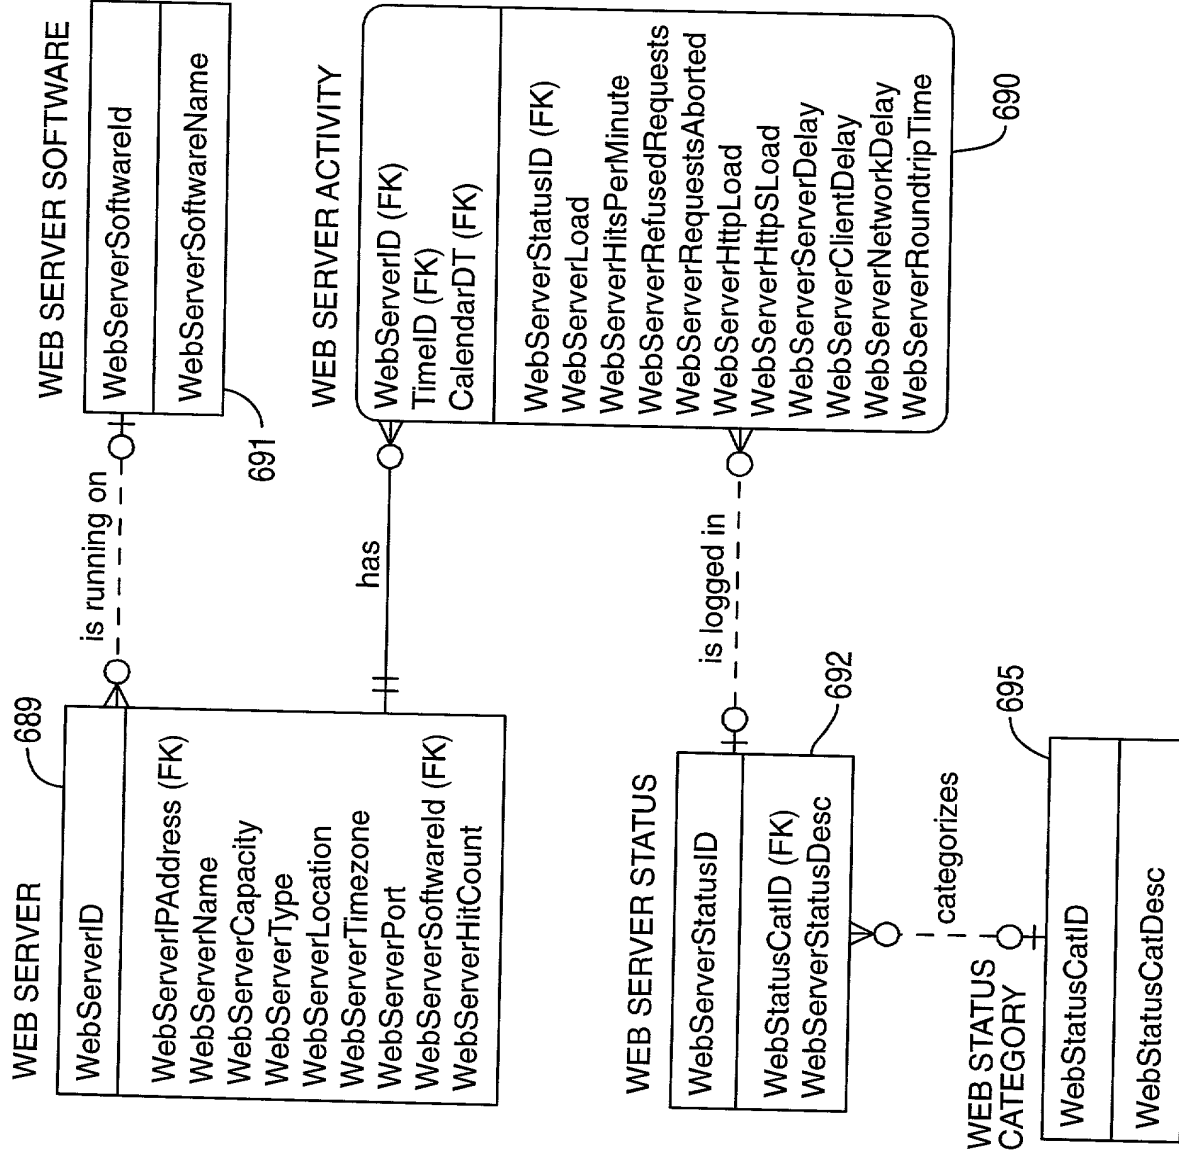 WEB SERVER
689
WebServerID
WebServerIPAddress (FK)
WebServerName
WebServerCapacity
WebServerType
WebServerLocation
WebServerTimezone
WebServerPort
WebServerSoftwareId (FK)
WebServerHitCount
is running on
WEB SERVER SOFTWARE
WebServerSoftwareId
WebServerSoftwareName
691
has
WEB SERVER ACTIVITY
WebServerID (FK)
TimeID (FK)
CalendarDT (FK)
WebServerStatusID (FK)
WebServerLoad
WebServerHitsPerMinute
WebServerRefusedRequests
WebServerRequestsAborted
WebServerHttpLoad
WebServerHttpSLoad
WebServerServerDelay
WebServerClientDelay
WebServerNetworkDelay
WebServerRoundtripTime
690
WEB SERVER STATUS
WebServerStatusID
WebStatusCatID (FK)
WebServerStatusDesc
692
is logged in
categorizes
WEB STATUS
CATEGORY
695
WebStatusCatID
WebStatusCatDesc